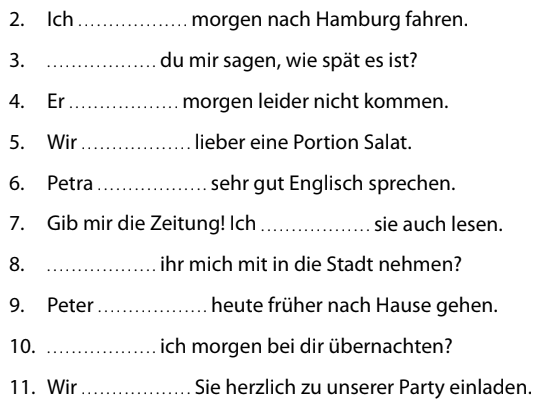 2. Ich .................. morgen nach Hamburg fahren.
3. .................. du mir sagen, wie spät es ist?
4. Er .................. morgen leider nicht kommen.
5. Wir .................. lieber eine Portion Salat.
6. Petra .................. sehr gut Englisch sprechen.
7. Gib mir die Zeitung! Ich .................. sie auch lesen.
8. .................. ihr mich mit in die Stadt nehmen?
9. Peter .................. heute früher nach Hause gehen.
10. .................. ich morgen bei dir übernachten?
11. Wir .................. Sie herzlich zu unserer Party einladen.